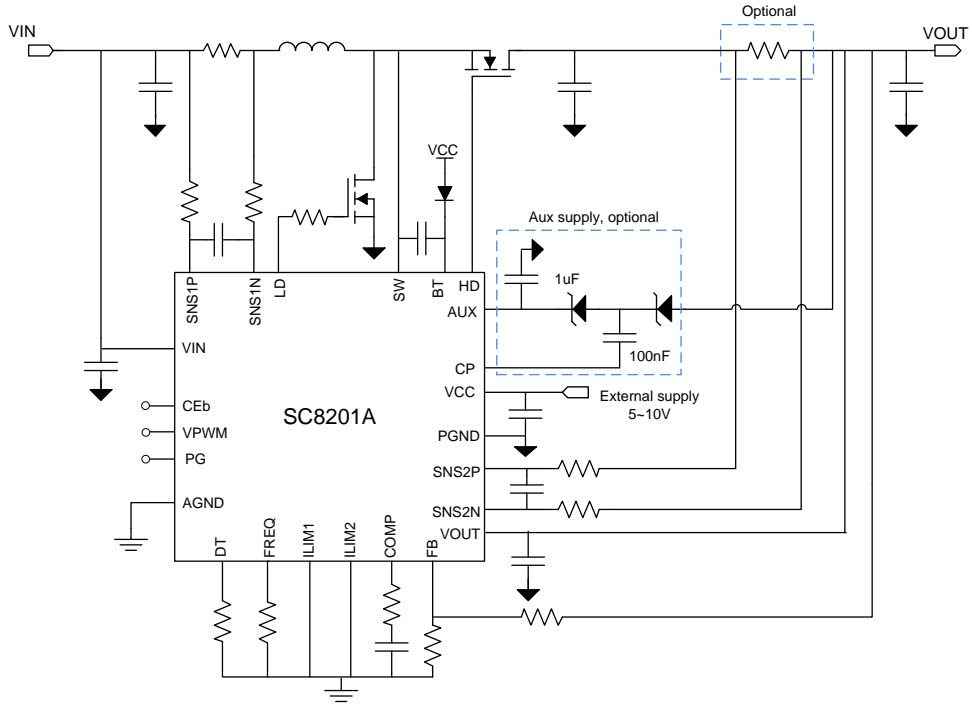 Optional
VIN
VOUT
VCC
Aux supply, optional
SNS1P
SNS1N
LD
SW
BT
HD
1uF
AUX
VIN
100nF
CP
VCC
External supply
5~10V
CEb
SC8201A
VPWM
PGND
PG
SNS2P
AGND
SNS2N
VOUT
DT
FREQ
ILIM1
ILIM2
COMP
FB